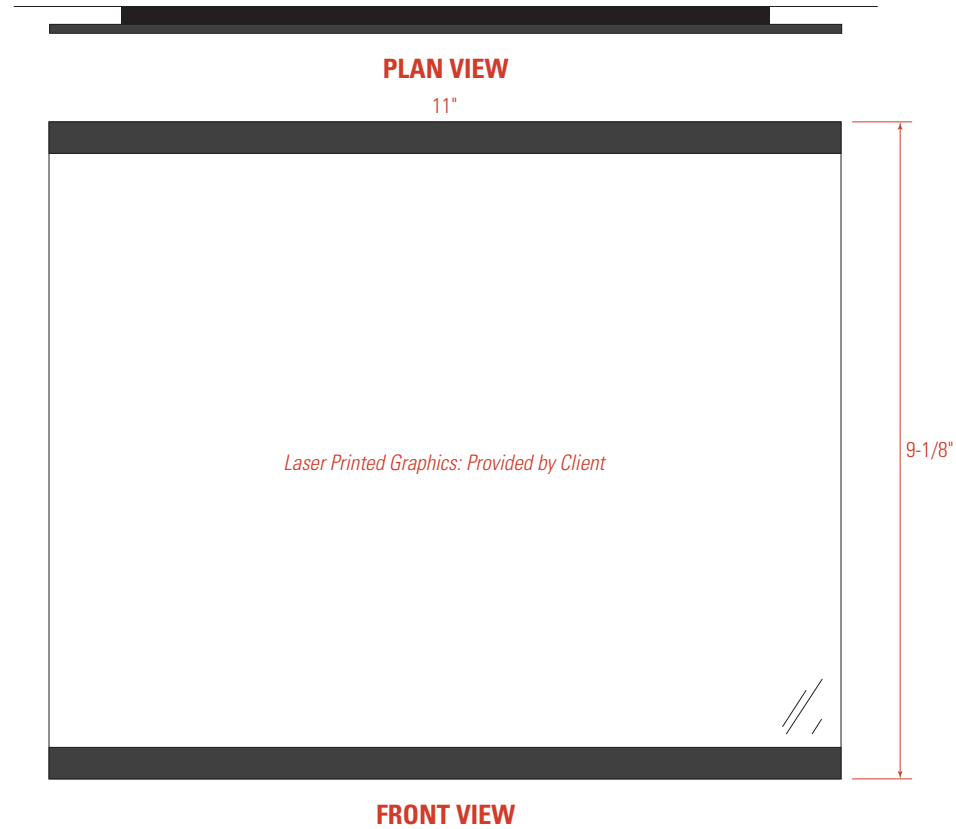 PLAN VIEW
11"
Laser Printed Graphics: Provided by Client
9-1/8"
FRONT VIEW